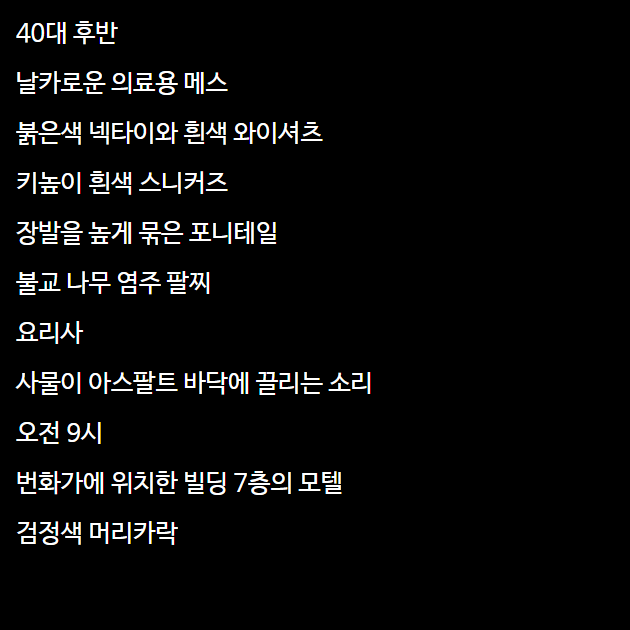 40대 후반
날카로운 의료용 메스
붉은색 넥타이와 흰색 와이셔츠
키높이 흰색 스니커즈
장발을 높게 묶은 포니테일
불교 나무 염주 팔찌
요리사
사물이 아스팔트 바닥에 끌리는 소리
오전 9시
번화가에 위치한 빌딩 7층의 모텔
검정색 머리카락